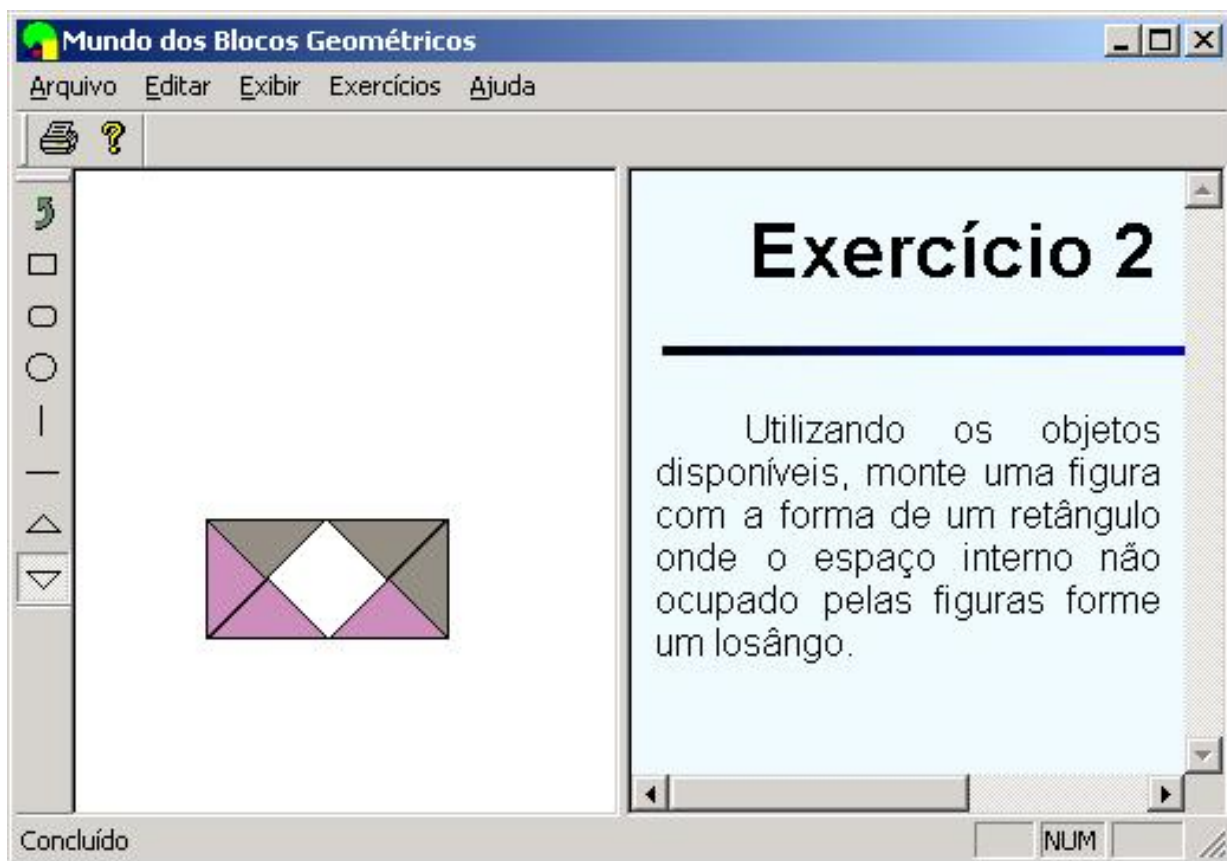 Mundo dos Blocos Geométricos
Arquivo Editar Exibir Exercícios Ajuda
Exercício 2
Utilizando os objetos
disponíveis, monte uma figura
com a forma de um retângulo
onde o espaço interno não
ocupado pelas figuras forme
um losângo.
Concluído
NUM